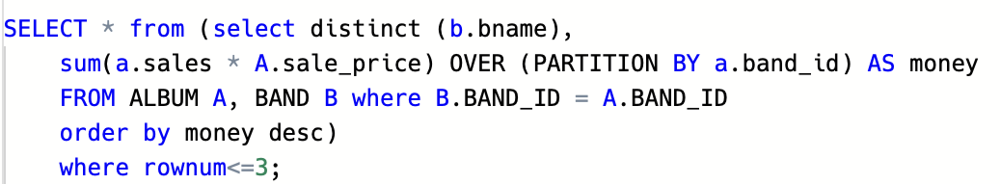 SELECT * from (select distinct (b.bname),
sum(a.sales * A.sale_price) OVER (PARTITION BY a.band_id) AS money
FROM ALBUM A, BAND B where B.BAND_ID = A.BAND_ID
order by money desc)
where rownum<=3;